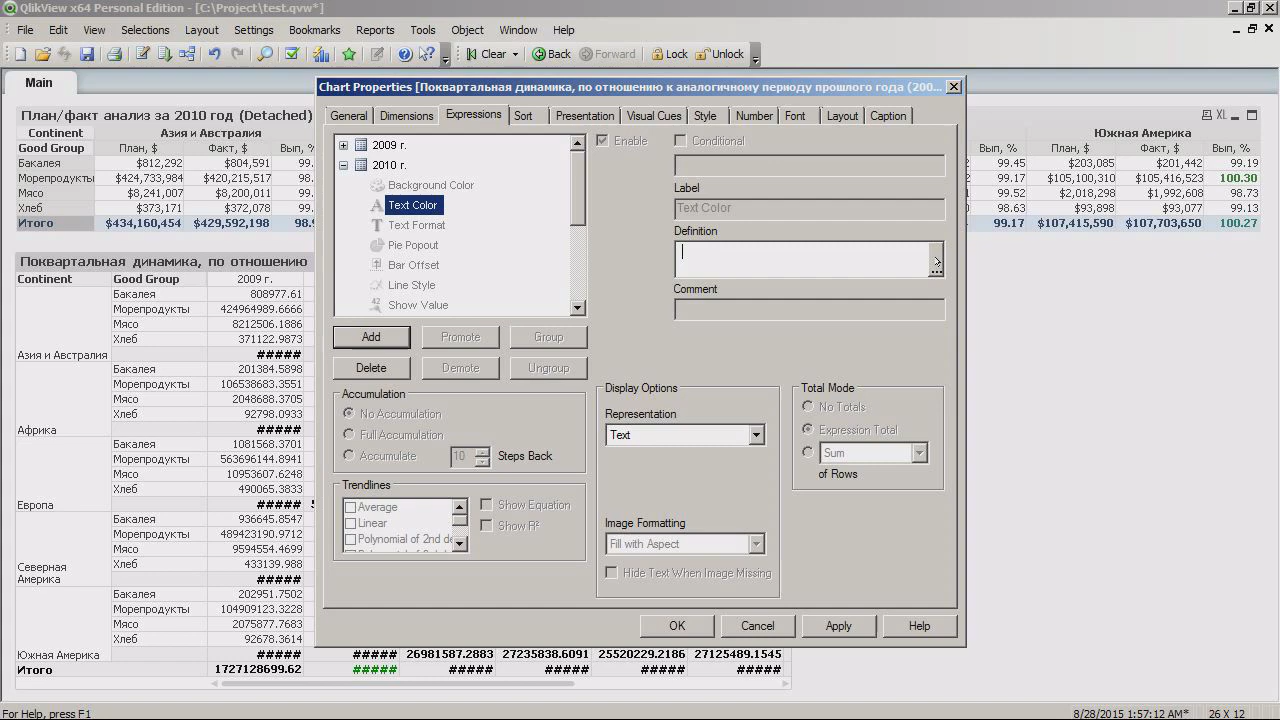 QlikView x64 Personal Edition - [C:\Project\test.qvw*]
File Edit View Selections Layout Settings Bookmarks Reports Tools Object Window Help
Clear Back Forward Lock Unlock
Main
План/факт анализ за 2010 год (Detached)
XL
Continent Азия и Австралия Южная Америка
Good Group План, $ Факт, $ Вып., % План, $ Факт, $ Вып, %
Бакалея $812,292 $804,591 99. 99.45 $203,085 $201,442 99.19
Морепродукты $424,733,984 $420,215,517 98. 99.17 $105,100,310 $105,416,523 100.30
Мясо $8,241,007 $8,200,011 99. 99.52 $2,018,298 $1,992,608 98.73
Хлеб $373,171 $372,078 99. 98.63 $93,898 $93,077 99.13
Итого $434,160,454 $429,592,198 98.9 99.17 $107,415,590 $107,703,650 100.27
Поквартальная динамика, по отношению
Continent Good Group 2009 г.
Бакалея 808977.61
Морепродукты 424964989.6666
Мясо 8212506.1886
Хлеб 371122.9873
Азия и Австралия #####
Бакалея 201384.5898
Морепродукты 106538683.3551
Мясо 2048688.3705
Хлеб 92798.0933
Африка #####
Бакалея 1081568.3701
Морепродукты 563696144.8941
Мясо 10953607.6248
Хлеб 490065.3833
Европа #####
Бакалея 936645.8547
Морепродукты 489423190.9712
Мясо 9594554.4699
Хлеб 433139.988
Северная
Америка #####
Бакалея 202951.7502
Морепродукты 104909123.3228
Мясо 2075877.7683
Хлеб 92678.3614
Южная Америка ##### ##### 26981587.2883 27235838.6091 25520229.2186 27125489.1545
Итого 1727128699.62 ##### ##### ##### ##### #####
Chart Properties [Поквартальная динамика, по отношению к аналогичному периоду прошлого года (200...
General Dimensions Expressions Sort Presentation Visual Cues Style Number Font Layout Caption
2009 г.
2010 г.
Background Color
Text Color
Text Format
Pie Popout
Bar Offset
Line Style
Show Value
Add Promote Group
Delete Demote Ungroup
Accumulation
No Accumulation
Full Accumulation
Accumulate 10 Steps Back
Trendlines
Average
Linear
Polynomial of 2nd de
Show Equation
Show R²
Enable Conditional
Label
Text Color
Definition
...
Comment
Display Options
Representation
Text
Image Formatting
Fill with Aspect
Hide Text When Image Missing
Total Mode
No Totals
Expression Total
Sum
of Rows
OK Cancel Apply Help
For Help, press F1 8/28/2015 1:57:12 AM* 26 X 12